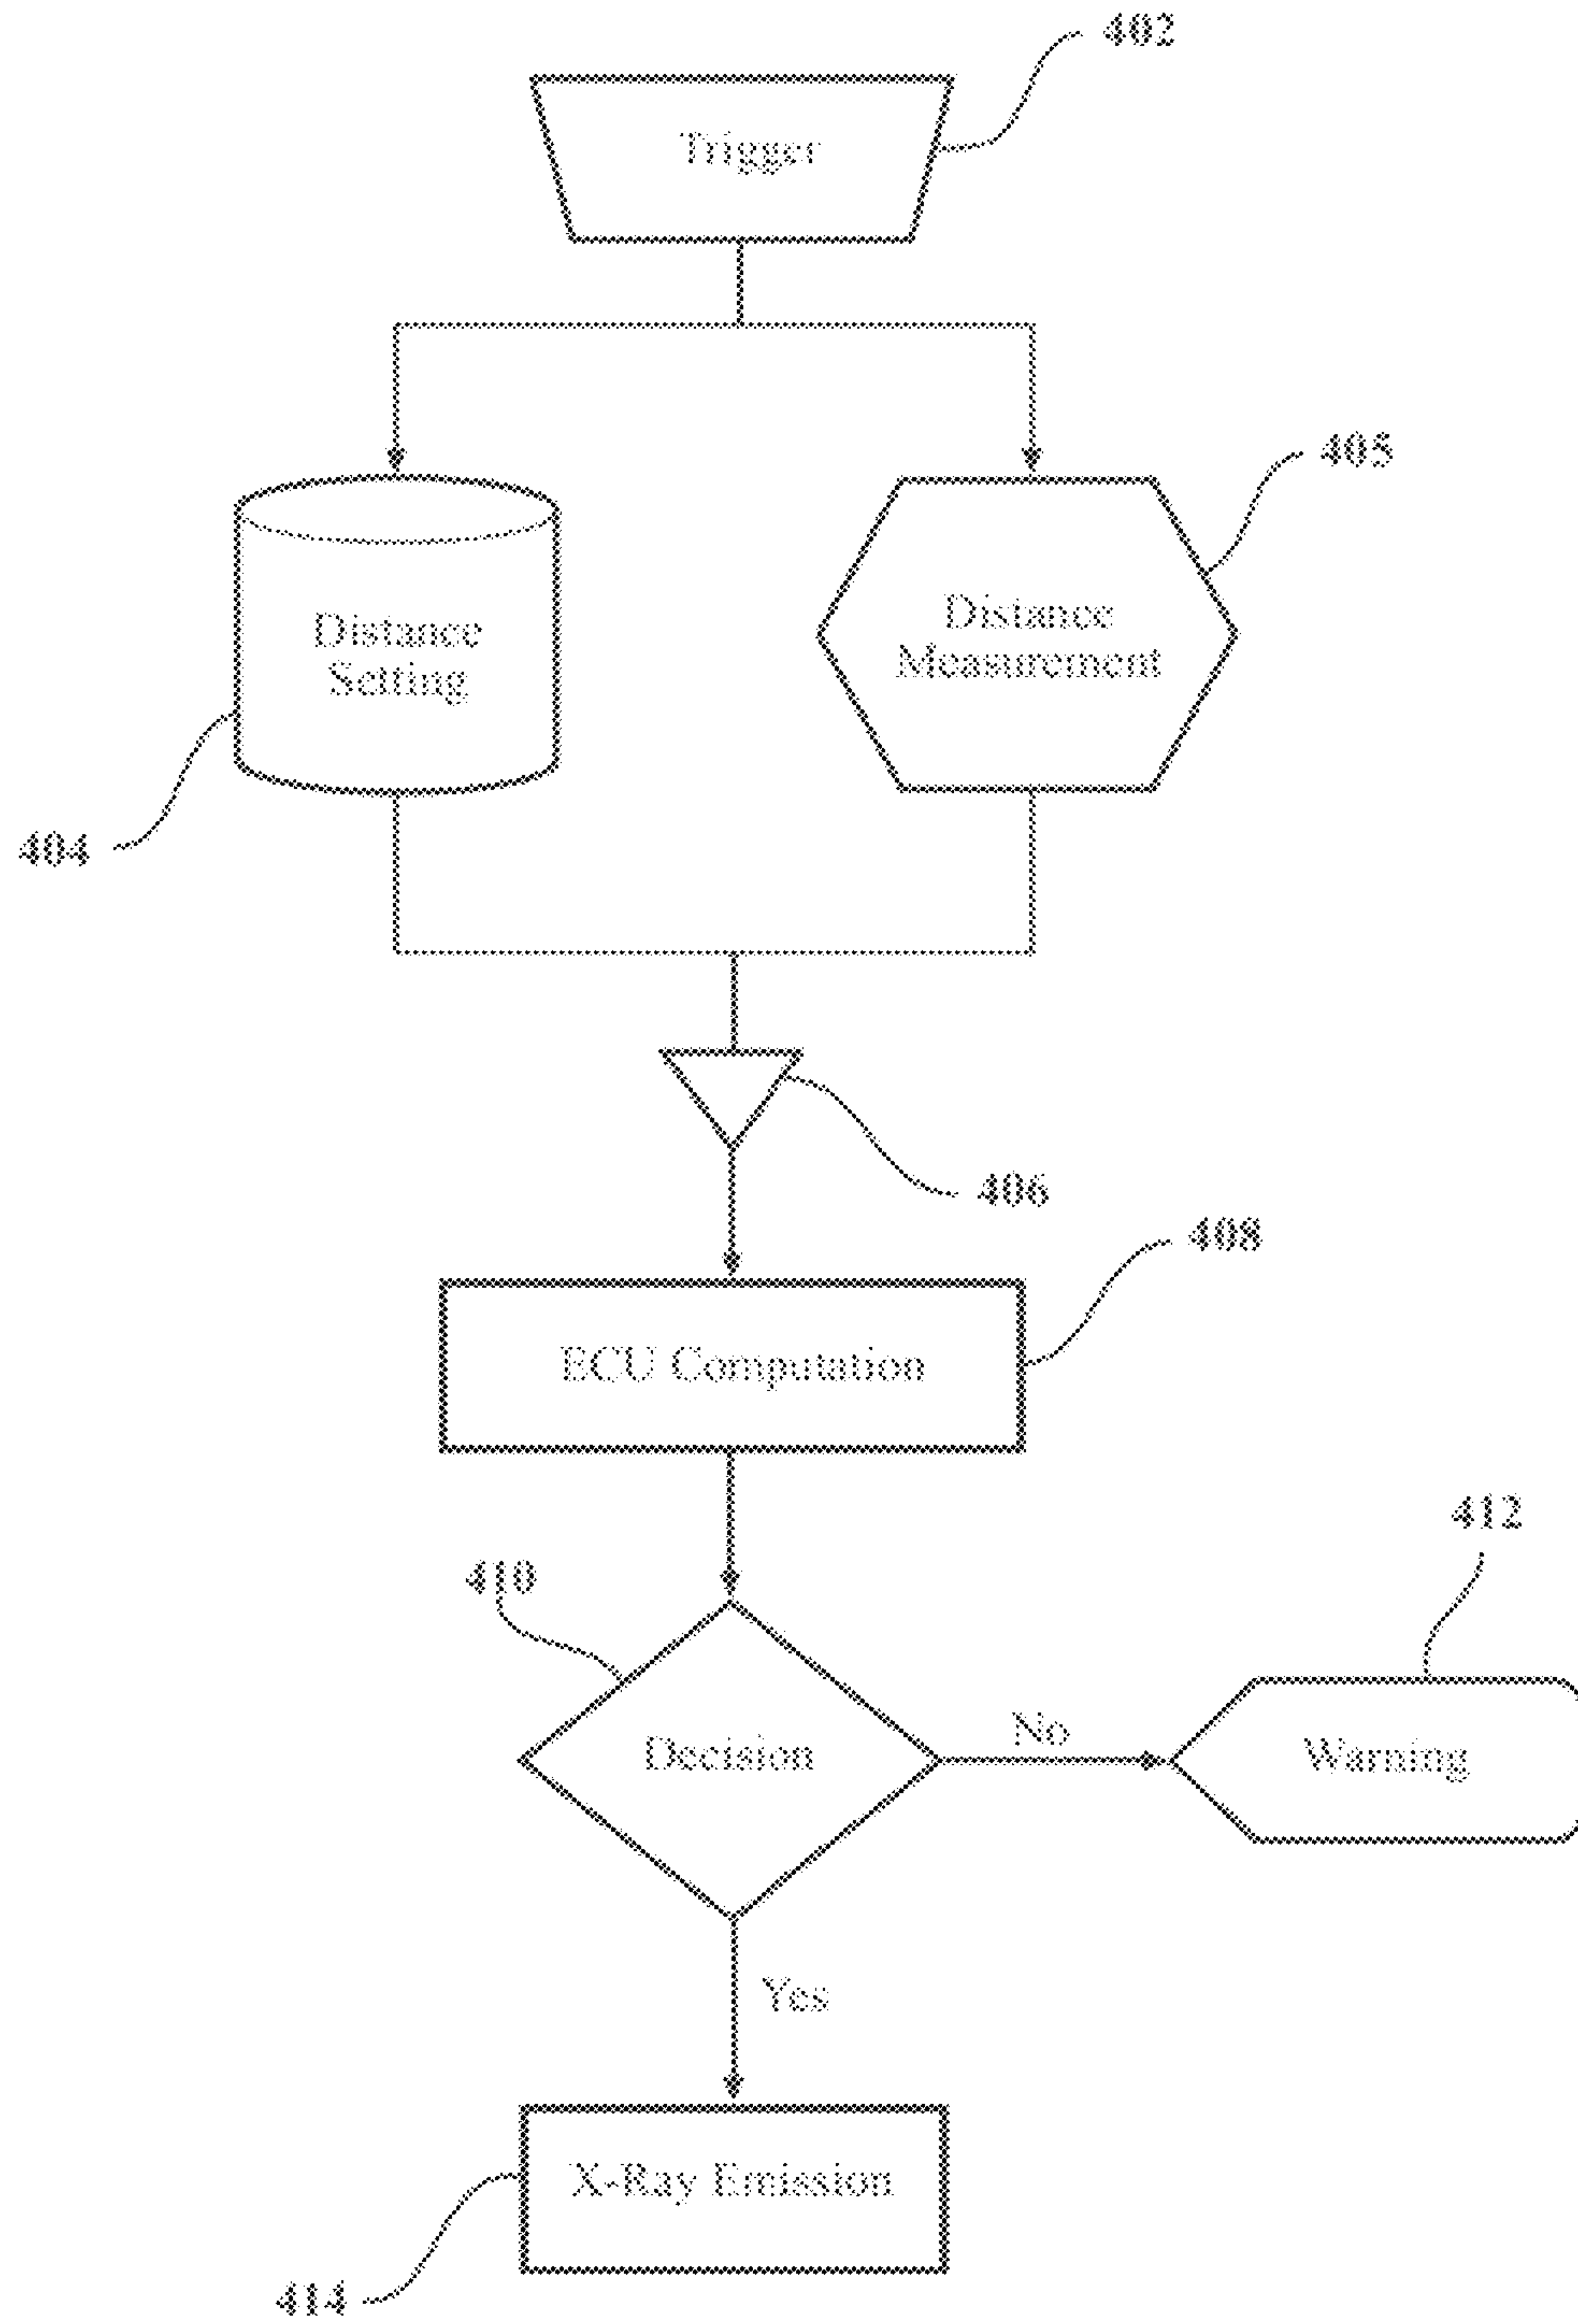 402
Trigger
405
Distance
Measurement
Distance
Setting
404
406
408
ECU Computation
412
410
Decision
No
Warning
Yes
X-Ray Emission
414